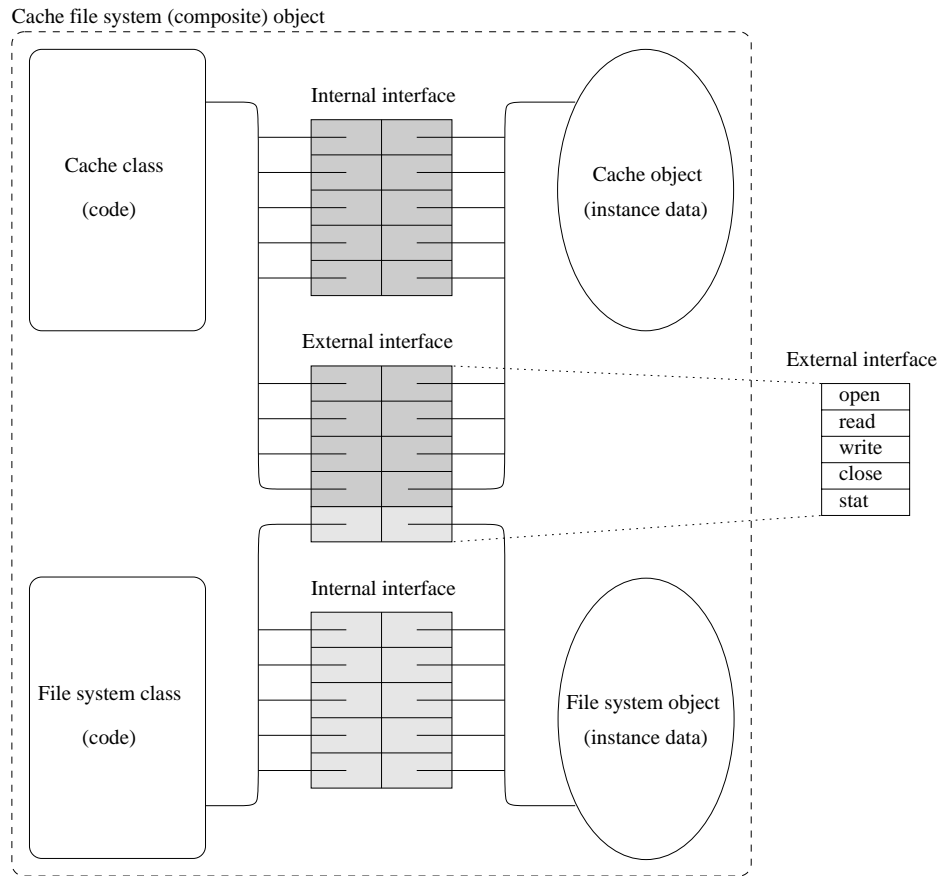 Cache file system (composite) object
Internal interface
Cache class
(code)
Cache object
(instance data)
External interface
External interface
open
read
write
close
stat
Internal interface
File system class
(code)
File system object
(instance data)